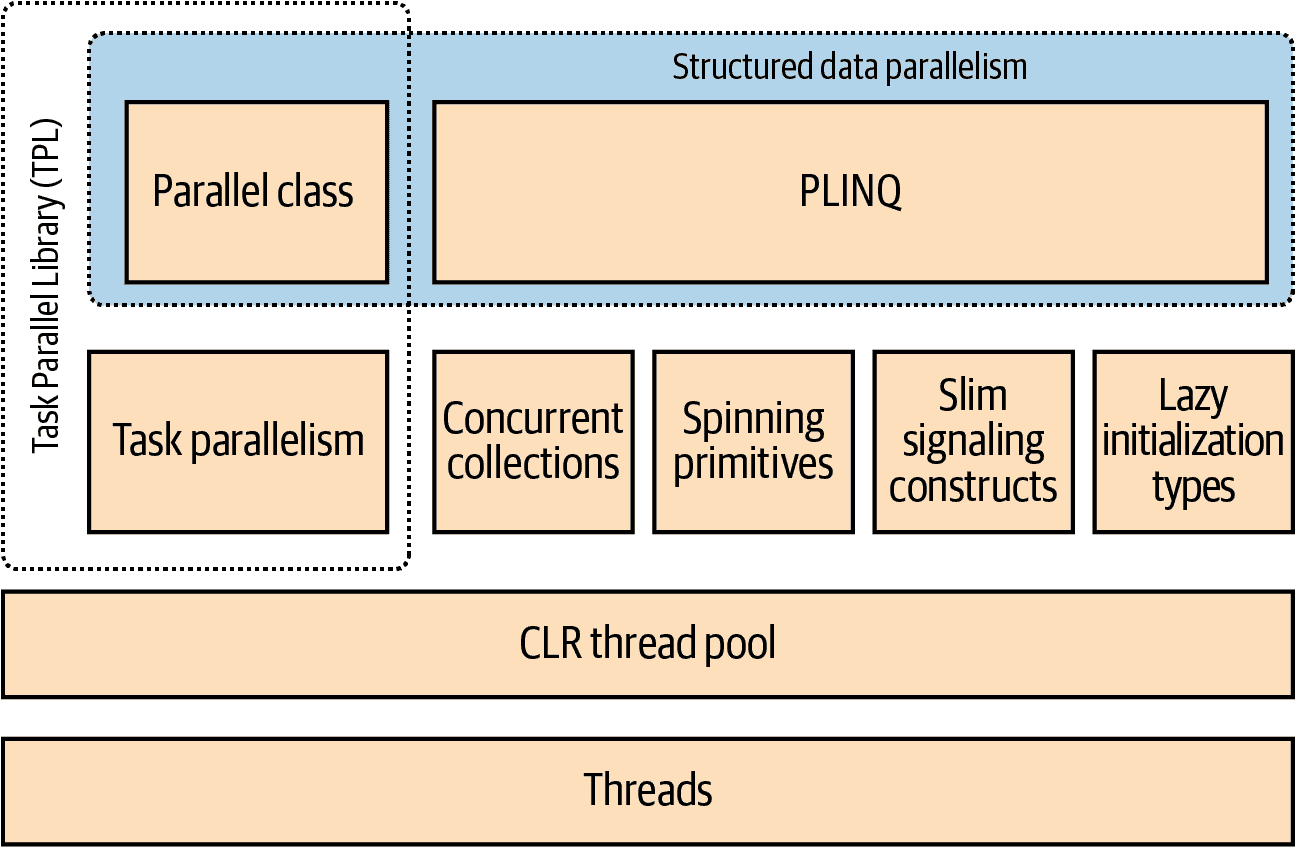 Task Parallel Library (TPL)
Structured data parallelism
Parallel class
PLINQ
Task parallelism
Concurrent
collections
Spinning
primitives
Slim
signaling
constructs
Lazy
initialization
types
CLR thread pool
Threads